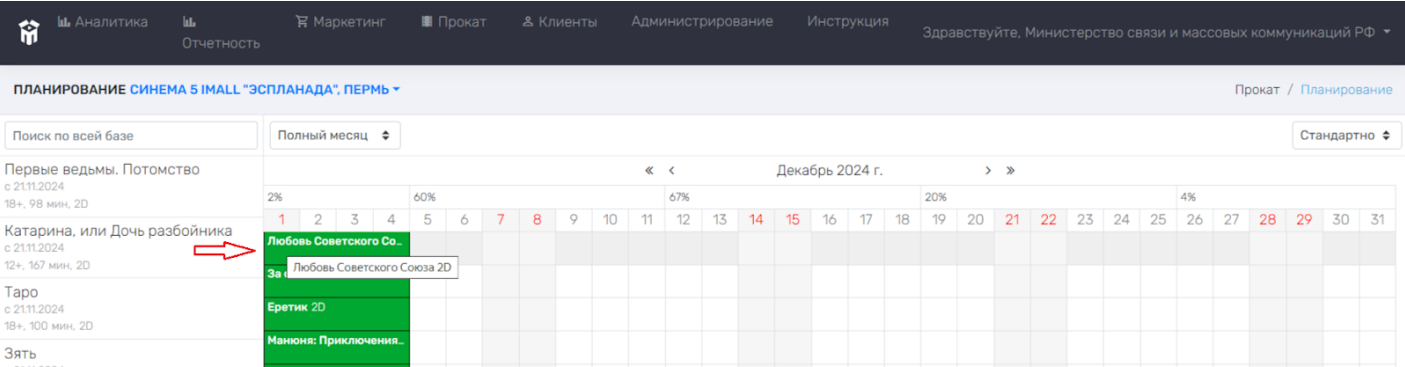 Аналитика
Отчетность
Маркетинг
Прокат
Клиенты
Администрирование
Инструкция
Здравствуйте, Министерство связи и массовых коммуникаций РФ
ПЛАНИРОВАНИЕ СИНЕМА 5 IMALL "ЭСПЛАНАДА", ПЕРМЬ
Прокат / Планирование
Поиск по всей базе
Полный месяц
Стандартно
Первые ведьмы. Потомство
с 21.11.2024
18+, 98 мин, 2D
Катарина, или Дочь разбойника
с 21.11.2024
12+, 167 мин, 2D
Таро
с 21.11.2024
18+, 100 мин, 2D
Зять
« ‹ Декабрь 2024 г. › »
2% 60% 67% 20% 4%
1 2 3 4 5 6 7 8 9 10 11 12 13 14 15 16 17 18 19 20 21 22 23 24 25 26 27 28 29 30 31
Любовь Советского Со...
Любовь Советского Союза 2D
За
Еретик 2D
Манюня: Приключения...